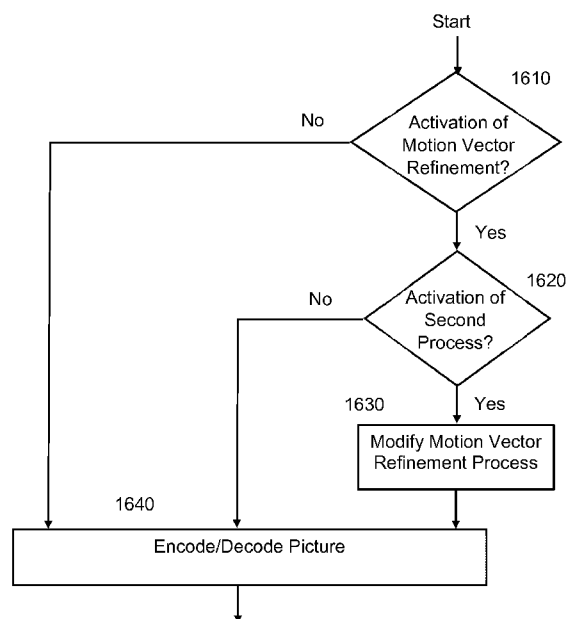 Start
1610
Activation of
Motion Vector
Refinement?
No
Yes
1620
Activation of
Second
Process?
No
Yes
1630
Modify Motion Vector
Refinement Process
1640
Encode/Decode Picture